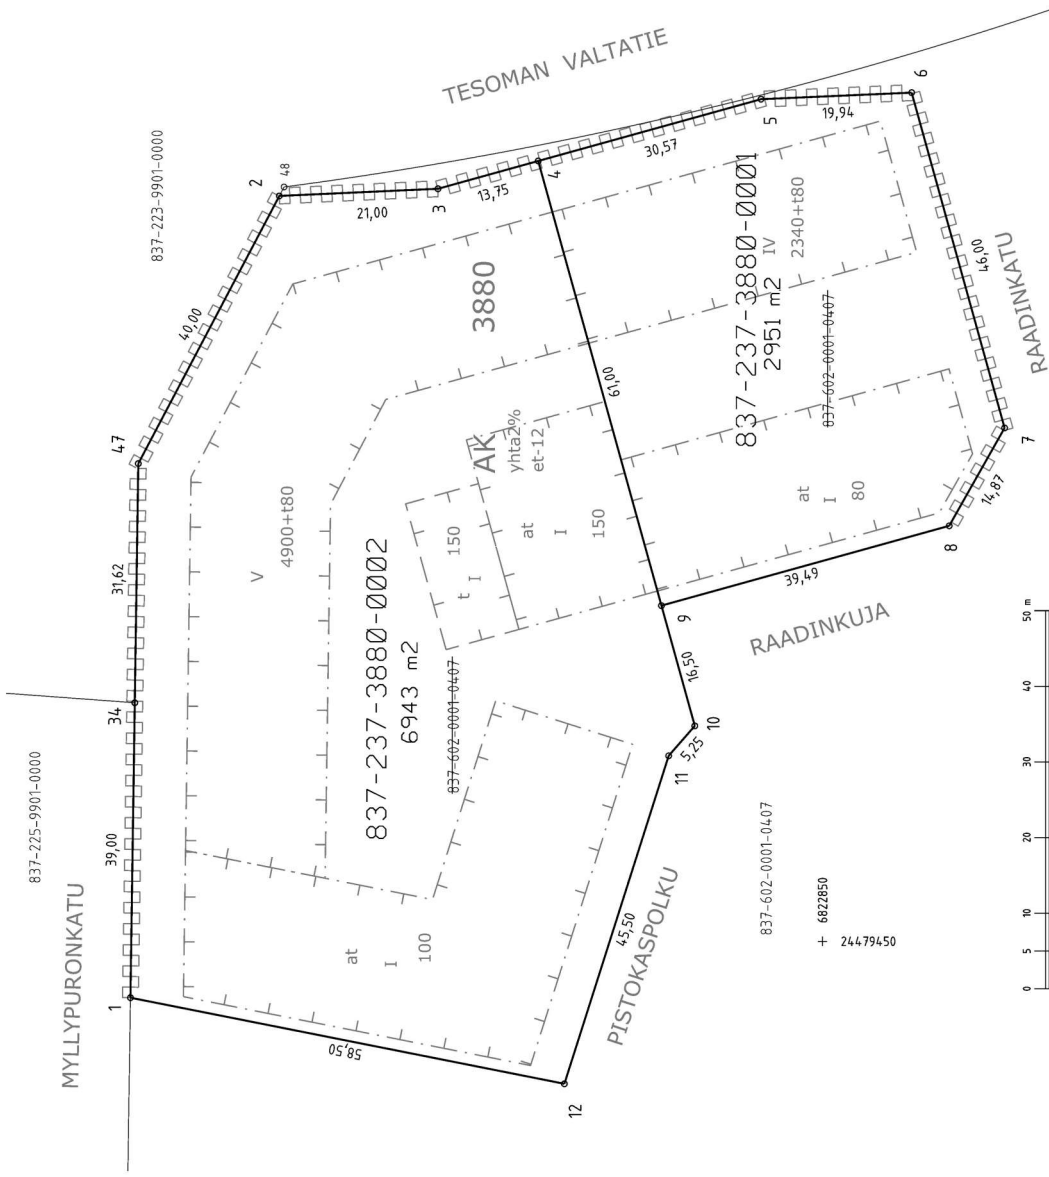 837-225-9901-0000
MYLLYPURONKATU
837-223-9901-0000
TESOMAN VALTATIE
1
39,00
34
31,62
47
40,00
2
48
21,00
3
13,75
4
30,57
5
19,94
6
46,00
7
14,87
8
39,49
9
61,00
16,50
10
5,25
11
45,50
12
58,50
V
4900+t80
3880
AK
yhta2%
et-12
t I 150
at
I
150
837-237-3880-0002
6943 m2
837-602-0001-0407
at
I
100
837-237-3880-0001
2951 m2
IV
2340+t80
837-602-0001-0407
at
I
80
RAADINKATU
RAADINKUJA
PISTOKASPOLKU
837-602-0001-0407
+ 6822850
24479450
0 5 10 20 30 40 50 m